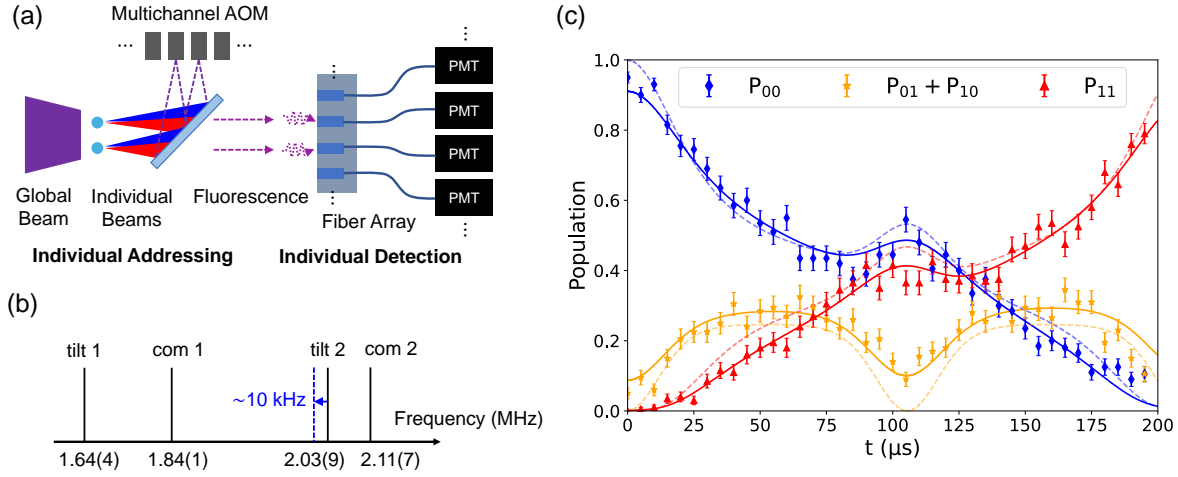 (a)
Multichannel AOM
...
...
Global
Beam
Individual
Beams
Fluorescence
Fiber Array
...
...
PMT
PMT
PMT
PMT
...
...
Individual Addressing
Individual Detection
(b)
tilt 1
com 1
tilt 2
com 2
~10 kHz
Frequency (MHz)
1.64(4)
1.84(1)
2.03(9)
2.11(7)
(c)
P00
P01 + P10
P11
Population
1.0
0.8
0.6
0.4
0.2
0.0
0
25
50
75
100
125
150
175
200
t (μs)